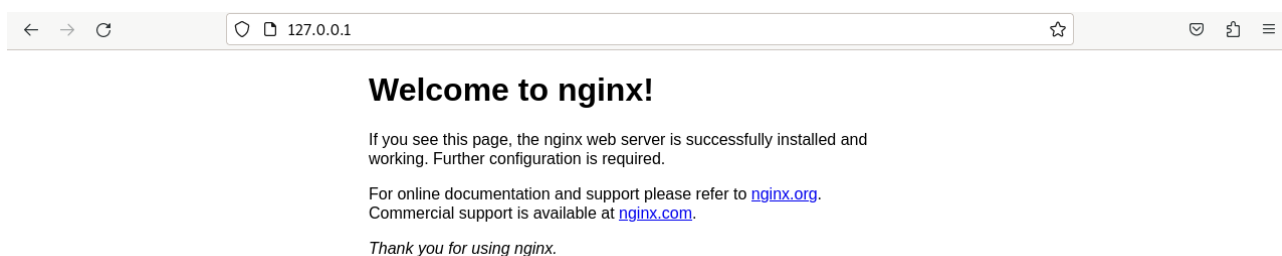 127.0.0.1
Welcome to nginx!
If you see this page, the nginx web server is successfully installed and
working. Further configuration is required.
For online documentation and support please refer to nginx.org.
Commercial support is available at nginx.com.
Thank you for using nginx.